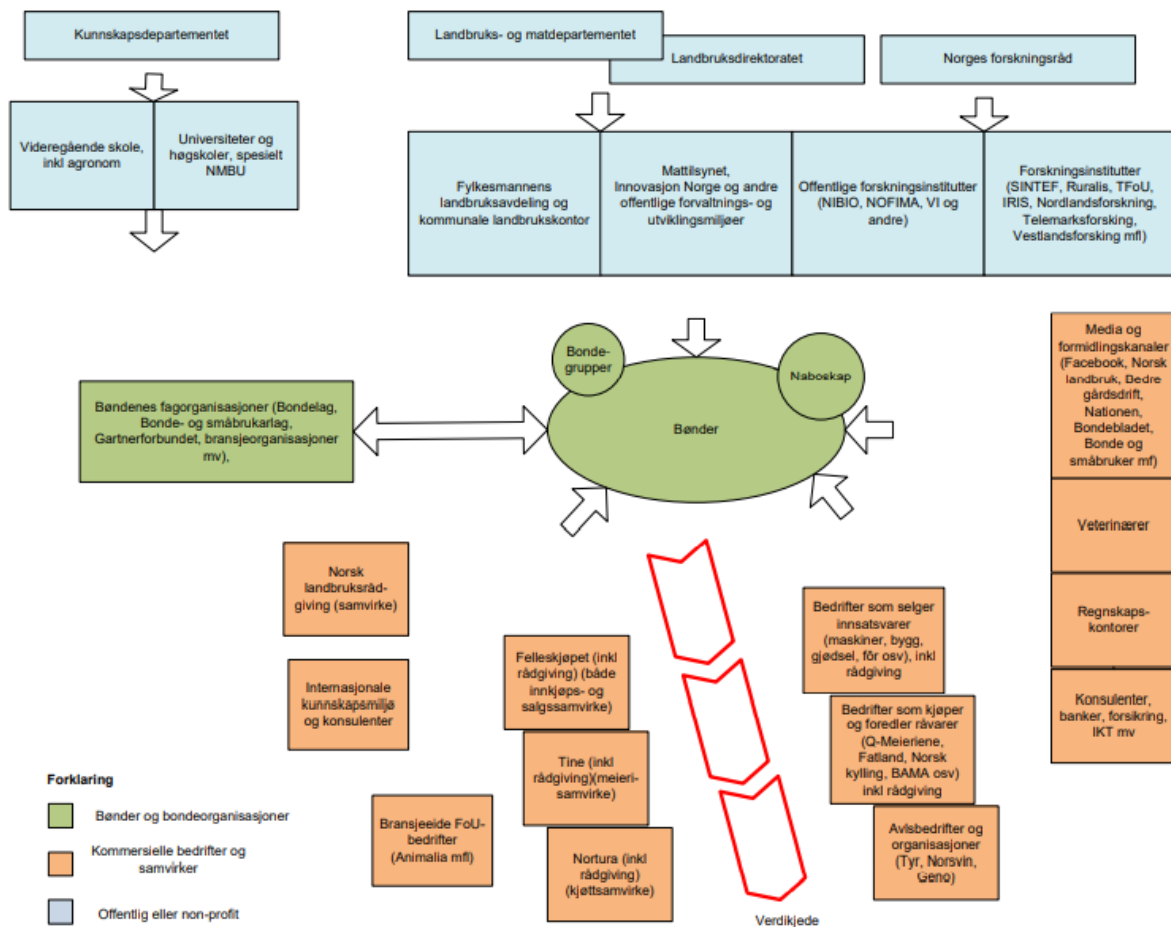 Kunnskapsdepartementet
Landbruks- og matdepartementet
Landbruksdirektoratet
Norges forskningsråd
Videregående skole,
inkl agronom
Universiteter og
høgskoler, spesielt
NMBU
Fylkesmannens
landbruksavdeling og
kommunale landbrukskontor
Mattilsynet,
Innovasjon Norge og andre
offentlige forvaltnings- og
utviklingsmiljøer
Offentlige forskningsinstitutter
(NIBIO, NOFIMA, VI og
andre)
Forskningsinstitutter
(SINTEF, Ruralis, TFoU,
IRIS, Nordlandsforskning,
Telemarksforsking,
Vestlandsforsking mfl)
Bonde-
grupper
Naboskap
Bønder
Bøndenes fagorganisasjoner (Bondelag,
Bonde- og småbrukarlag,
Gartnerforbundet, bransjeorganisasjoner
mv),
Media og
formidlingskanaler
(Facebook, Norsk
landbruk, Bedre
gårdsdrift,
Nationen,
Bondebladet,
Bonde og
småbruker mf)
Veterinærer
Regnskaps-
kontorer
Konsulenter,
banker, forsikring,
IKT mv
Norsk
landbruksråd-
giving (samvirke)
Internasjonale
kunnskapsmiljø
og konsulenter
Felleskjøpet (inkl
rådgiving) (både
innkjøps- og
salgssamvirke)
Tine (inkl
rådgiving)(meieri-
samvirke)
Nortura (inkl
rådgiving)
(kjøttsamvirke)
Bransjeeide FoU-
bedrifter
(Animalia mfl)
Bedrifter som selger
innsatsvarer
(maskiner, bygg,
gjødsel, fôr osv), inkl
rådgiving
Bedrifter som kjøper
og foredler råvarer
(Q-Meieriene,
Fatland, Norsk
kylling, BAMA osv)
inkl rådgiving
Avlsbedrifter og
organisasjoner
(Tyr, Norsvin,
Geno)
Verdikjede
Forklaring
Bønder og bondeorganisasjoner
Kommersielle bedrifter og
samvirker
Offentlig eller non-profit